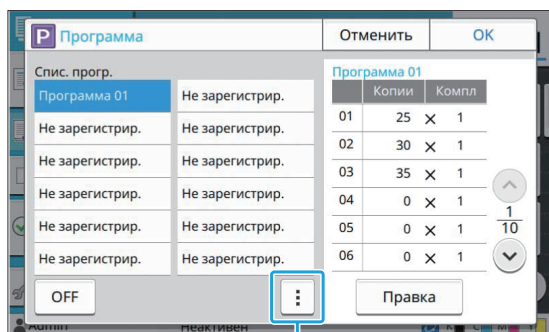 P Программа
Отменить
OK
Спис. прогр.
Программа 01
Не зарегистрир.
Не зарегистрир.
Не зарегистрир.
Не зарегистрир.
Не зарегистрир.
Не зарегистрир.
Не зарегистрир.
Не зарегистрир.
Не зарегистрир.
Не зарегистрир.
Не зарегистрир.
OFF
Программа 01
Копии Компл
01 25 × 1
02 30 × 1
03 35 × 1
04 0 × 1
05 0 × 1
06 0 × 1
1
10
Правка
Admin
Неактивен
K C M Y